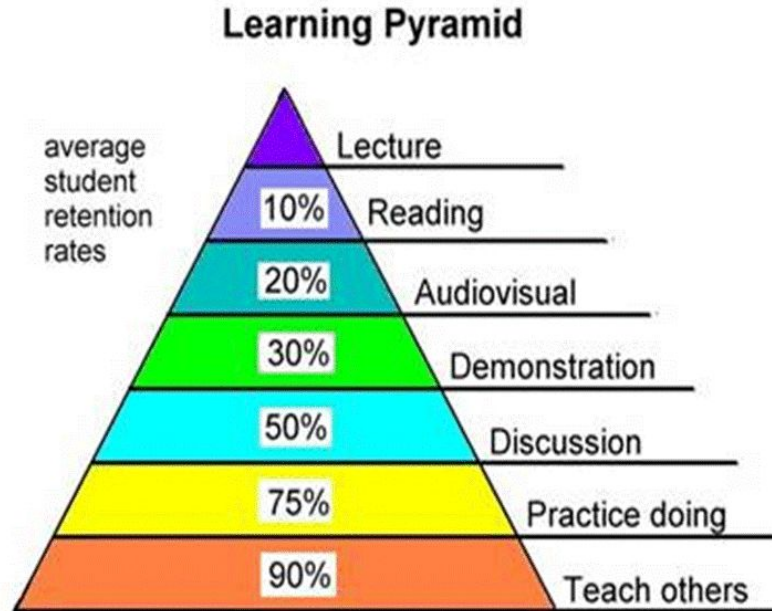 Learning Pyramid
average
student
retention
rates
Lecture
10% Reading
20% Audiovisual
30% Demonstration
50% Discussion
75% Practice doing
90% Teach others